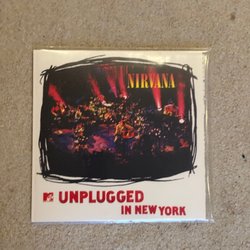 NIRVANA
MTV UNPLUGGED
IN NEW YORK